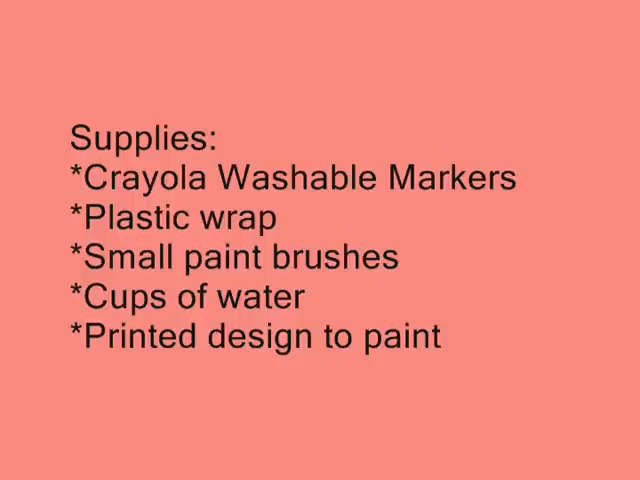 Supplies:
*Crayola Washable Markers
*Plastic wrap
*Small paint brushes
*Cups of water
*Printed design to paint